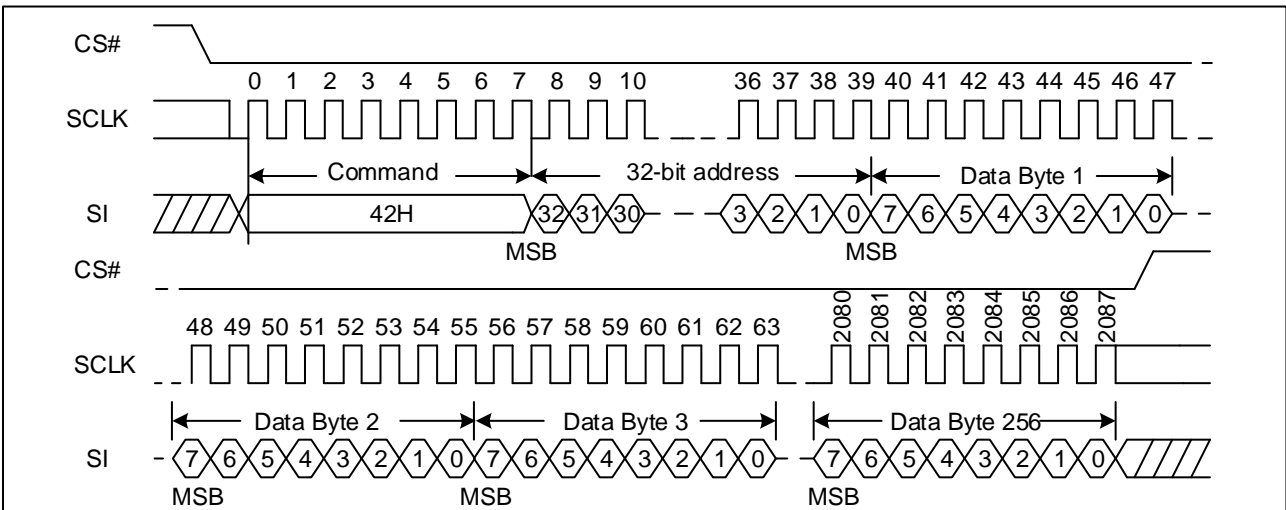 CS#
0 1 2 3 4 5 6 7 8 9 10 36 37 38 39 40 41 42 43 44 45 46 47
SCLK
Command 32-bit address Data Byte 1
SI 42H 32 31 30 3 2 1 0 7 6 5 4 3 2 1 0
MSB MSB
CS#
48 49 50 51 52 53 54 55 56 57 58 59 60 61 62 63 2080 2081 2082 2083 2084 2085 2086 2087
SCLK
Data Byte 2 Data Byte 3 Data Byte 256
SI 7 6 5 4 3 2 1 0 7 6 5 4 3 2 1 0 7 6 5 4 3 2 1 0
MSB MSB MSB